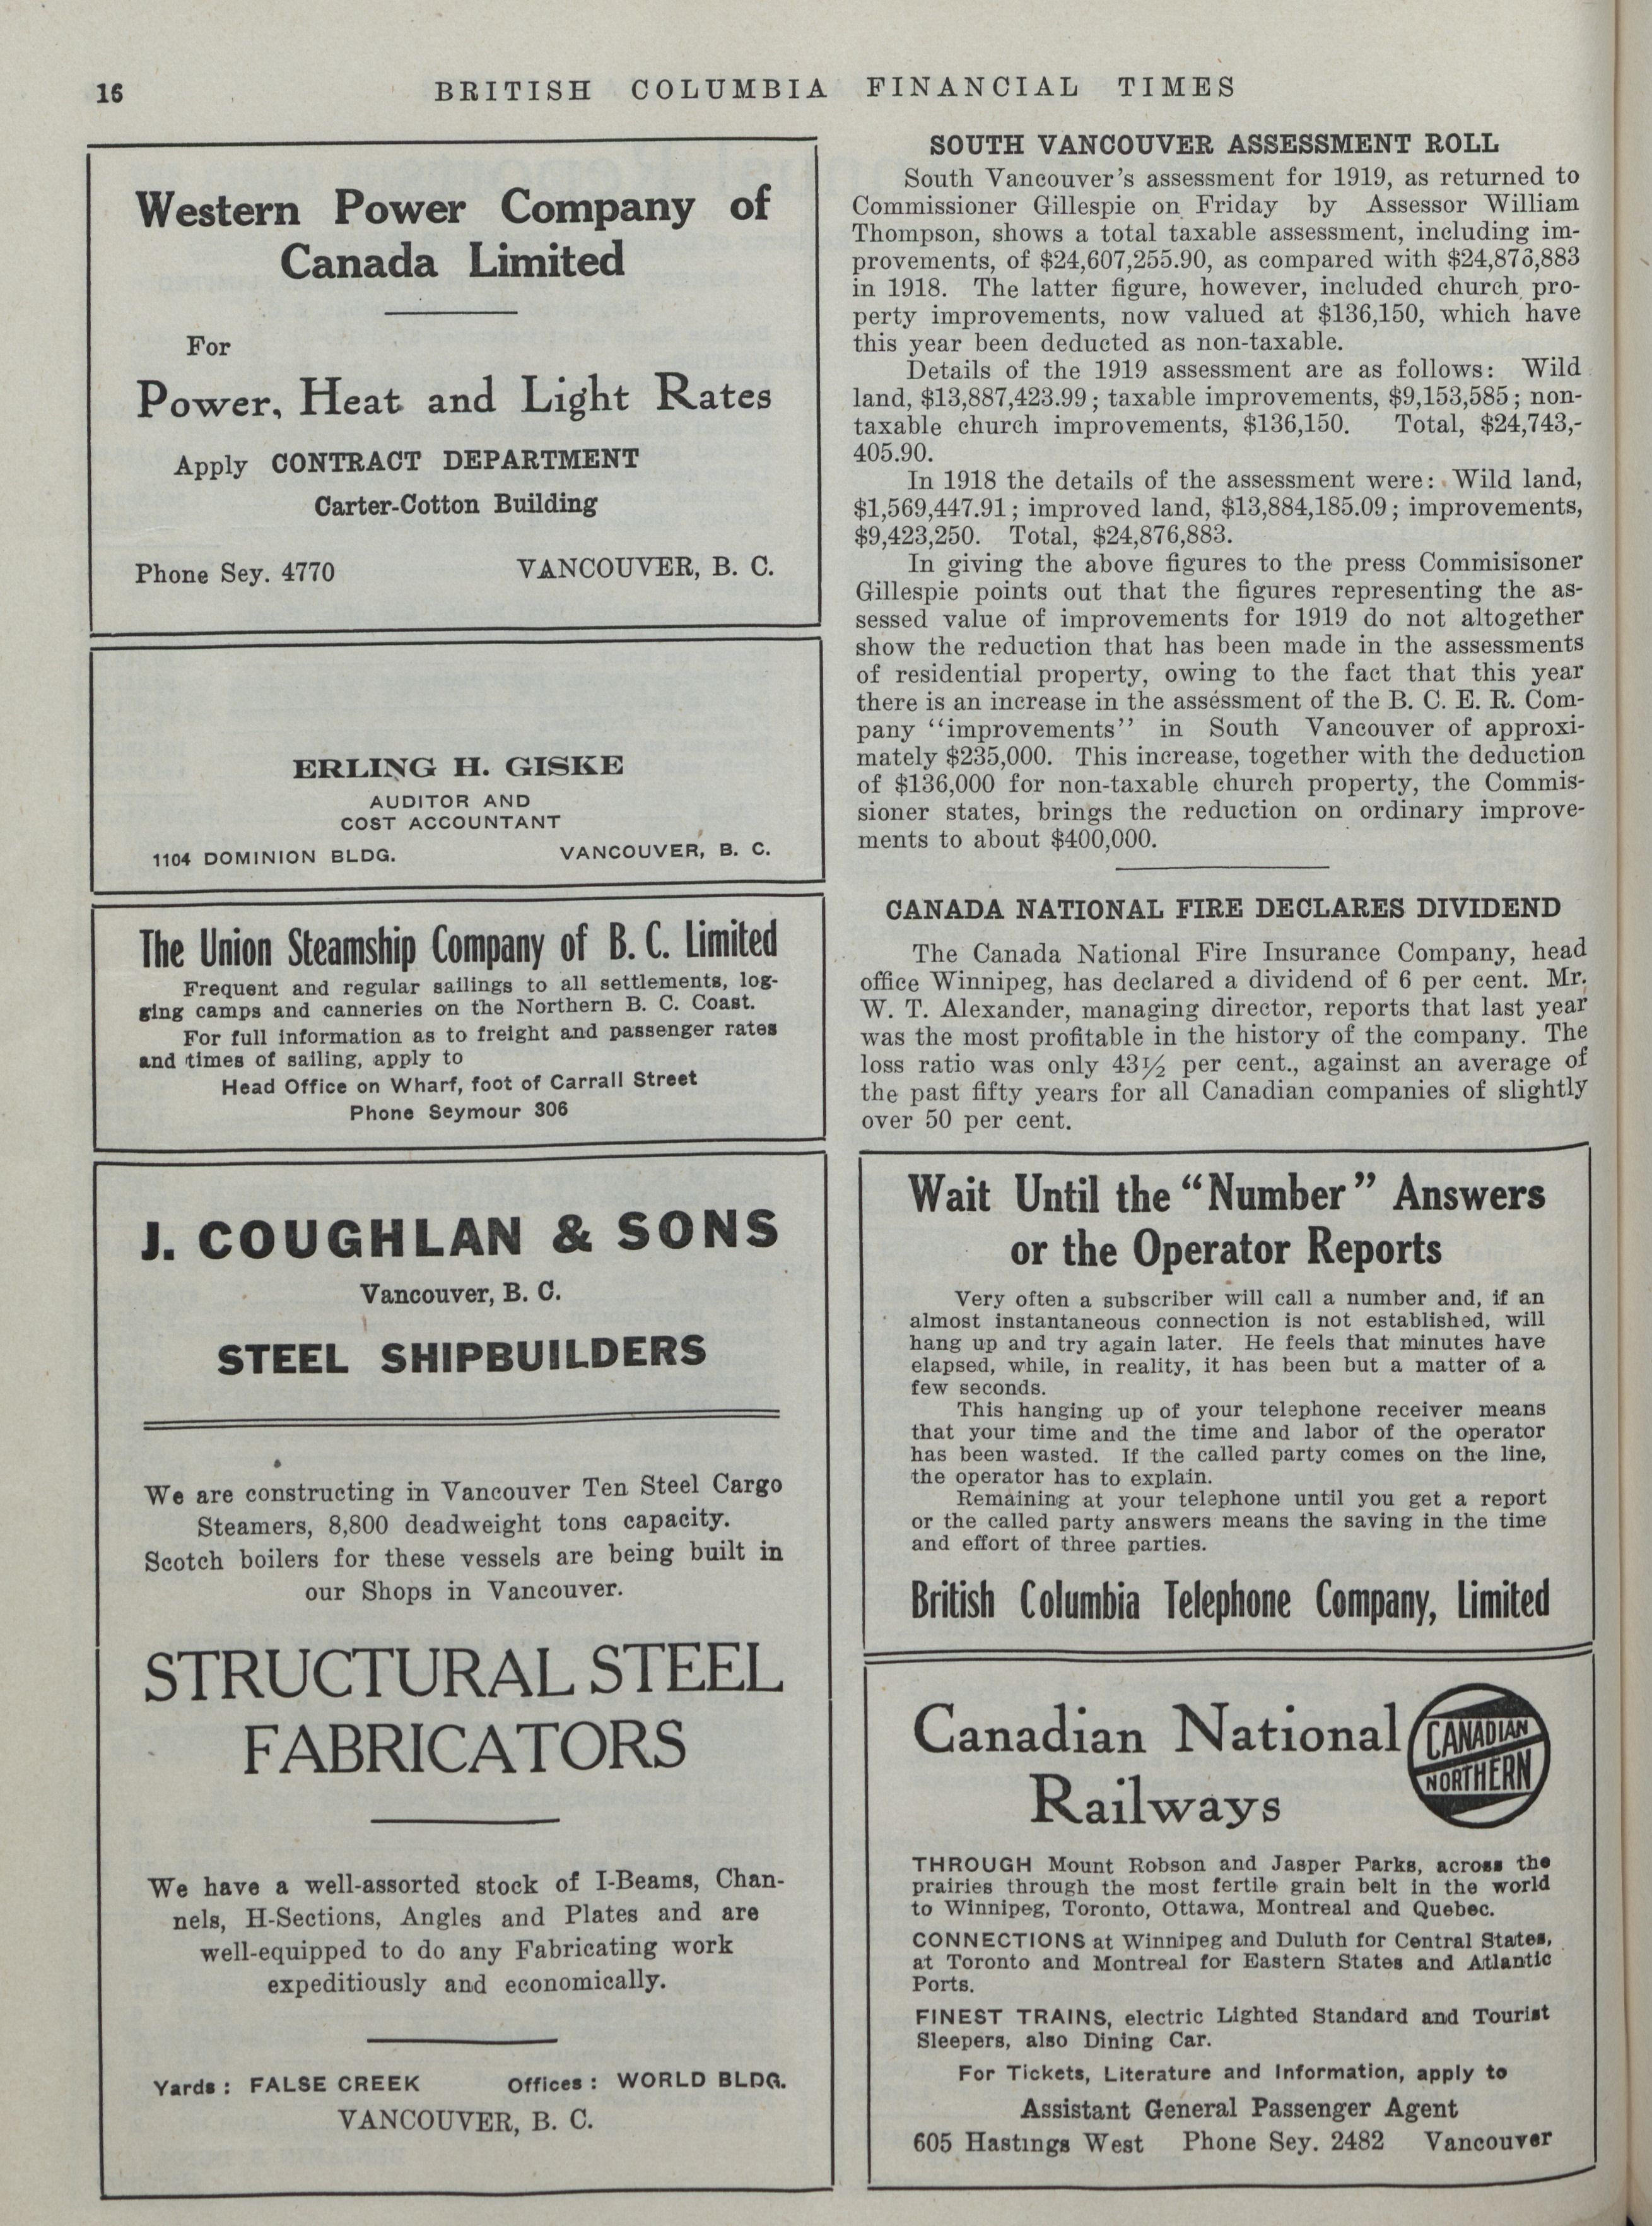 16
BRITISH COLUMBIA FINANCIAL TIMES
Western Power Company of
Canada Limited
For
Power, Heat and Light Rates
Apply CONTRACT DEPARTMENT
Carter-Cotton Building
Phone Sey. 4770 VANCOUVER, B. C.
ERLING H. GISKE
AUDITOR AND
COST ACCOUNTANT
1104 DOMINION BLDG. VANCOUVER, B. C.
The Union Steamship Company of B. C. Limited
Frequent and regular sailings to all settlements, log-
ging camps and canneries on the Northern B. C. Coast.
For full information as to freight and passenger rates
and times of sailing, apply to
Head Office on Wharf, foot of Carrall Street
Phone Seymour 306
J. COUGHLAN & SONS
Vancouver, B. C.
STEEL SHIPBUILDERS
We are constructing in Vancouver Ten Steel Cargo
Steamers, 8,800 deadweight tons capacity.
Scotch boilers for these vessels are being built in
our Shops in Vancouver.
STRUCTURAL STEEL
FABRICATORS
We have a well-assorted stock of I-Beams, Chan-
nels, H-Sections, Angles and Plates and are
well-equipped to do any Fabricating work
expeditiously and economically.
Yards: FALSE CREEK Offices: WORLD BLDG.
VANCOUVER, B. C.
SOUTH VANCOUVER ASSESSMENT ROLL
South Vancouver's assessment for 1919, as returned to
Commissioner Gillespie on Friday by Assessor William
Thompson, shows a total taxable assessment, including im-
provements, of $24,607,255.90, as compared with $24,876,883
in 1918. The latter figure, however, included church pro-
perty improvements, now valued at $136,150, which have
this year been deducted as non-taxable.
Details of the 1919 assessment are as follows: Wild
land, $13,887,423.99; taxable improvements, $9,153,585; non-
taxable church improvements, $136,150. Total, $24,743,-
405.90.
In 1918 the details of the assessment were: Wild land,
$1,569,447.91; improved land, $13,884,185.09; improvements,
$9,423,250. Total, $24,876,883.
In giving the above figures to the press Commisisoner
Gillespie points out that the figures representing the as-
sessed value of improvements for 1919 do not altogether
show the reduction that has been made in the assessments
of residential property, owing to the fact that this year
there is an increase in the assessment of the B. C. E. R. Com-
pany "improvements" in South Vancouver of approxi-
mately $235,000. This increase, together with the deduction
of $136,000 for non-taxable church property, the Commis-
sioner states, brings the reduction on ordinary improve-
ments to about $400,000.
CANADA NATIONAL FIRE DECLARES DIVIDEND
The Canada National Fire Insurance Company, head
office Winnipeg, has declared a dividend of 6 per cent. Mr.
W. T. Alexander, managing director, reports that last year
was the most profitable in the history of the company. The
loss ratio was only 43½ per cent., against an average of
the past fifty years for all Canadian companies of slightly
over 50 per cent.
Wait Until the "Number" Answers
or the Operator Reports
Very often a subscriber will call a number and, if an
almost instantaneous connection is not established, will
hang up and try again later. He feels that minutes have
elapsed, while, in reality, it has been but a matter of a
few seconds.
This hanging up of your telephone receiver means
that your time and the time and labor of the operator
has been wasted. If the called party comes on the line,
the operator has to explain.
Remaining at your telephone until you get a report
or the called party answers means the saving in the time
and effort of three parties.
British Columbia Telephone Company, Limited
Canadian National
Railways
CANADIAN
NORTHERN
THROUGH Mount Robson and Jasper Parks, across the
prairies through the most fertile grain belt in the world
to Winnipeg, Toronto, Ottawa, Montreal and Quebec.
CONNECTIONS at Winnipeg and Duluth for Central States,
at Toronto and Montreal for Eastern States and Atlantic
Ports.
FINEST TRAINS, electric Lighted Standard and Tourist
Sleepers, also Dining Car.
For Tickets, Literature and Information, apply to
Assistant General Passenger Agent
605 Hastings West Phone Sey. 2482 Vancouver